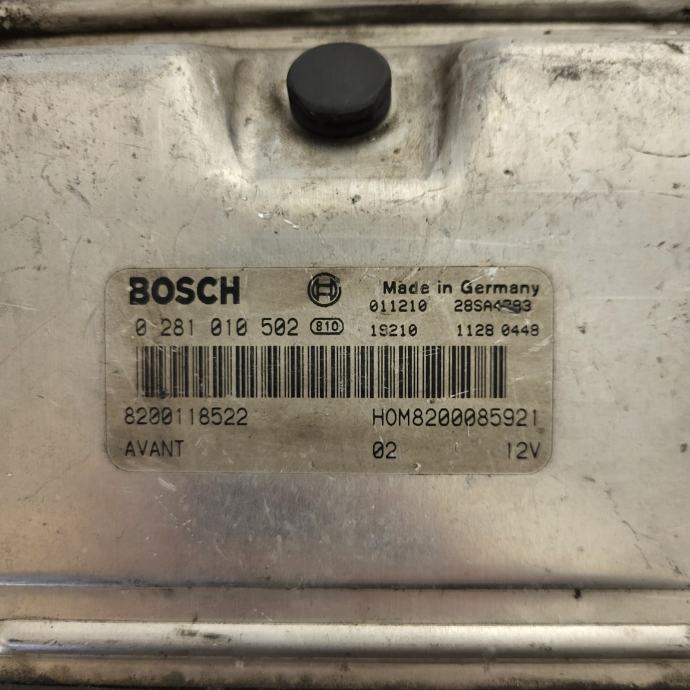 BOSCH Made in Germany
011210
0 281 010 502 810 19210 1128 0448
8200118522 HOM8200085921
AVANT 02 12V